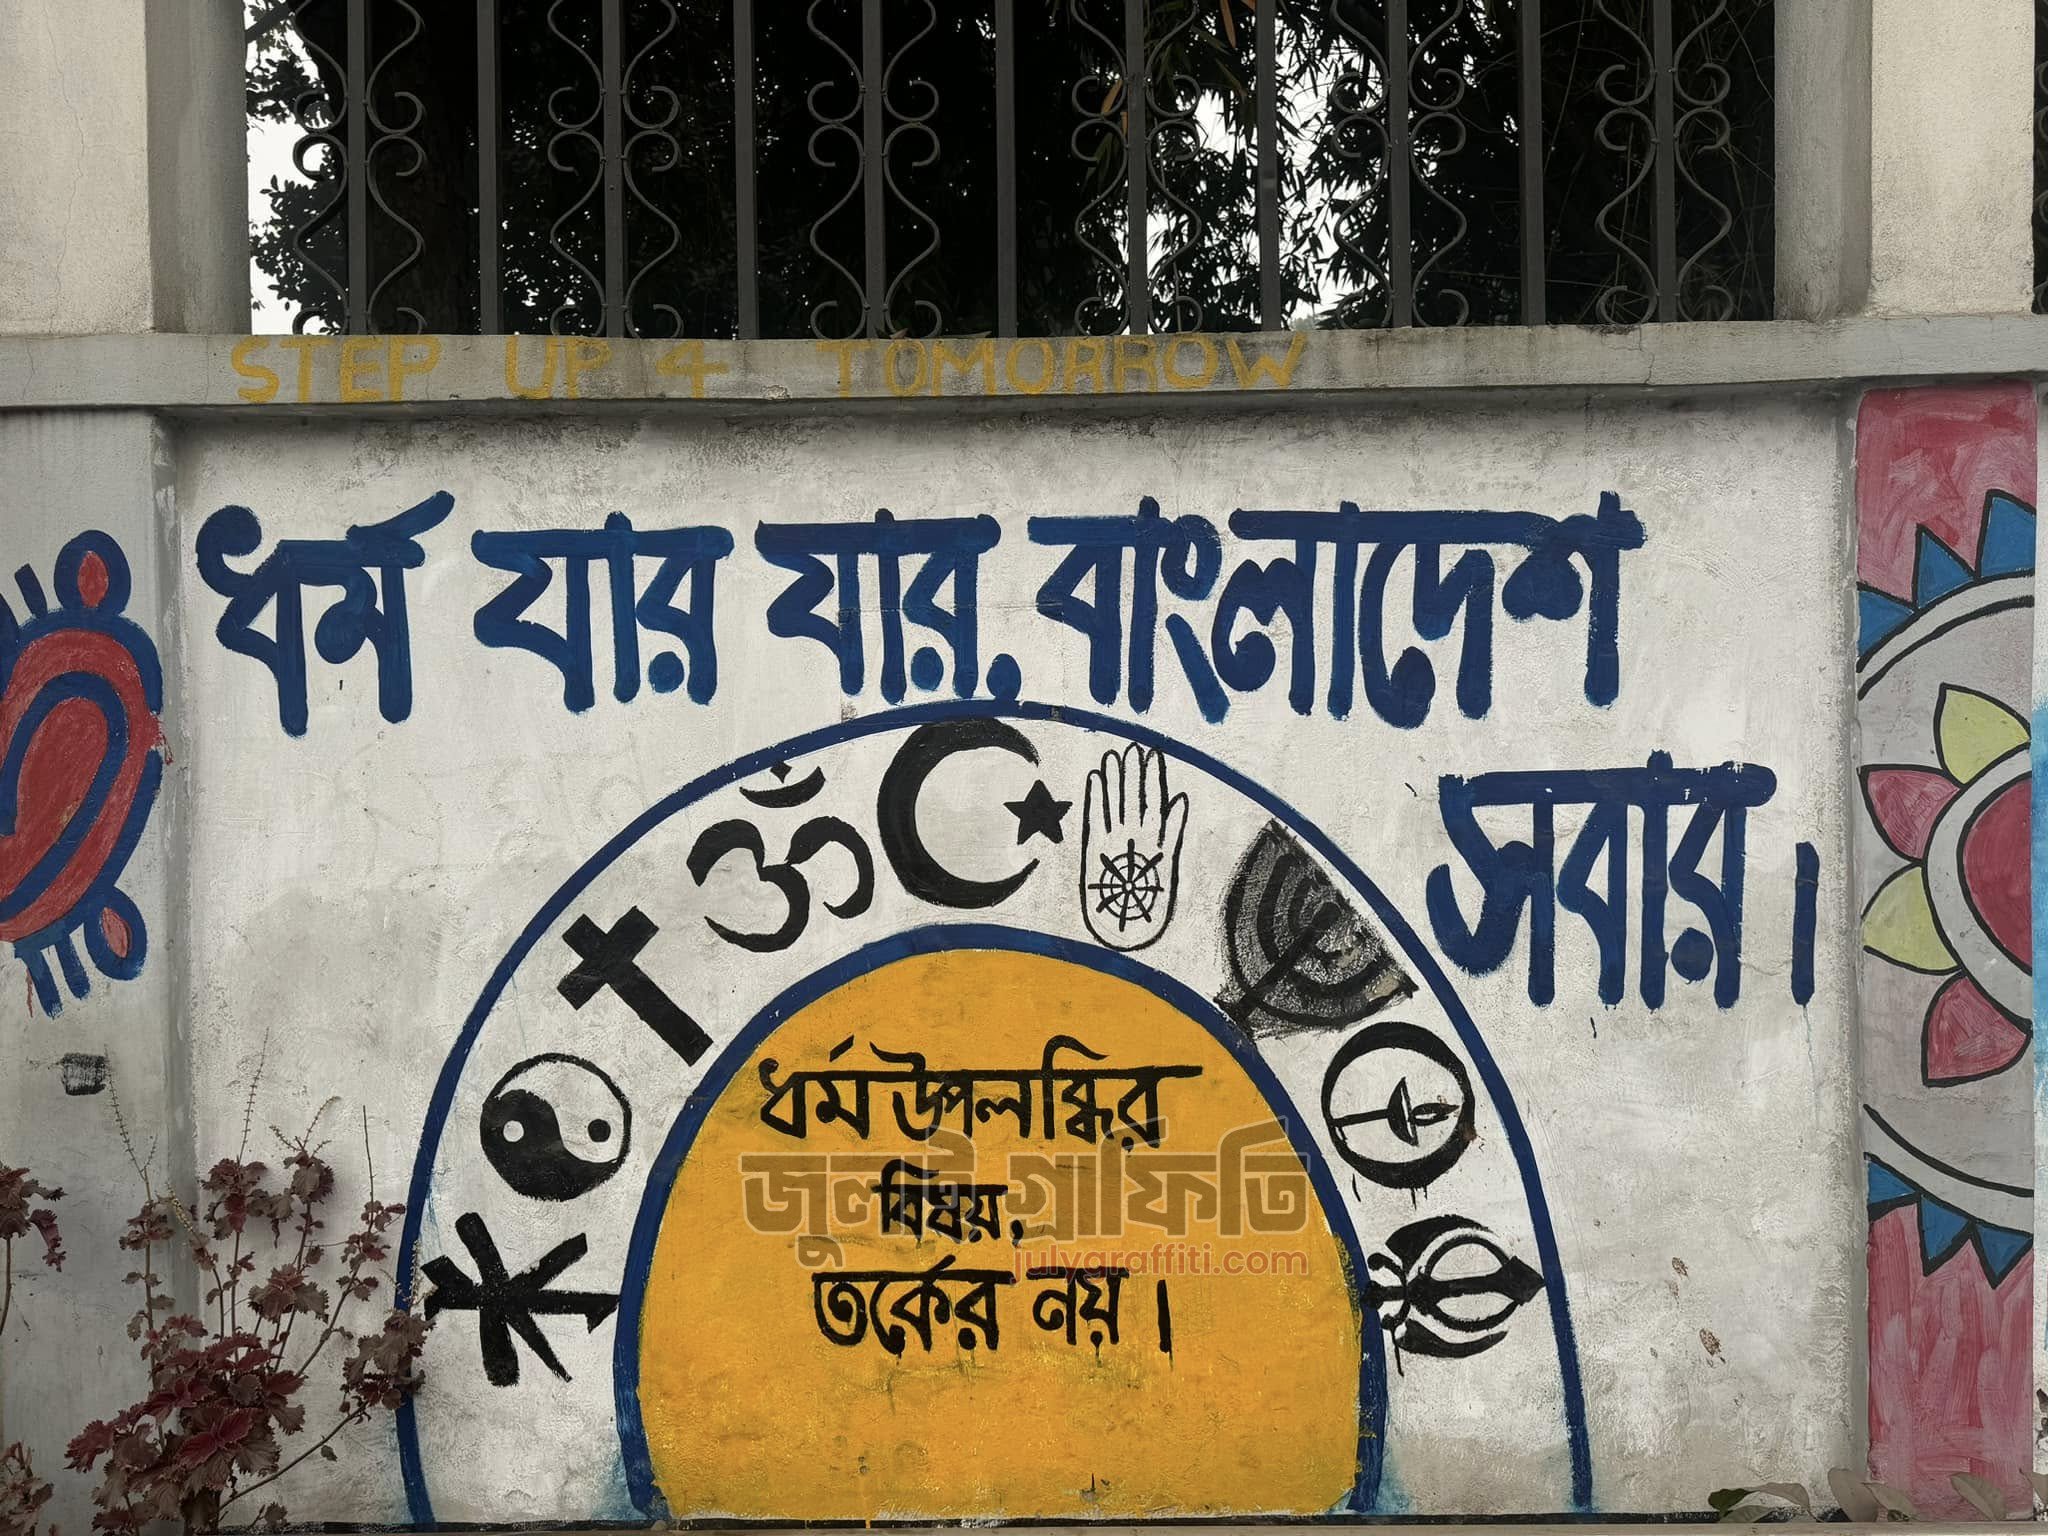 STEP UP 4 TOMORROW
ধর্ম যার যার, বাংলাদেশ
সবার।
ধর্ম উপলব্ধির
বিষয়,
তর্কের নয়।
জুলাই গ্রাফিতি
julygraffiti.com